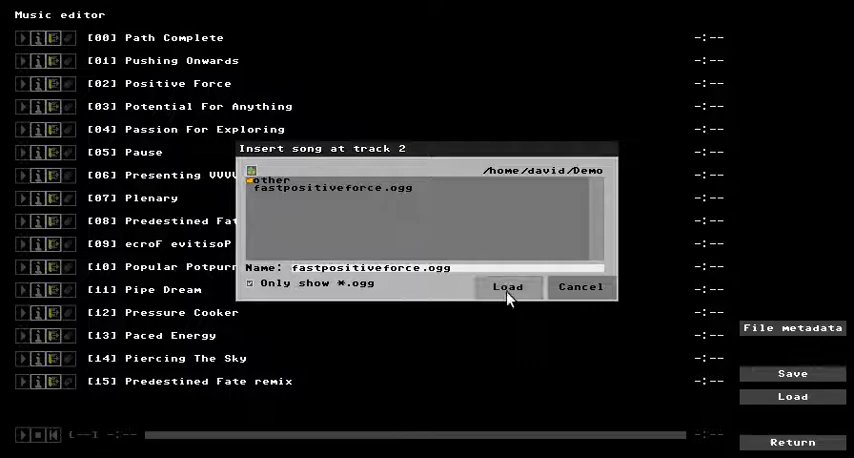 Music editor
[00] Path Complete -:--
[01] Pushing Onwards -:--
[02] Positive Force -:--
[03] Potential For Anything -:--
[04] Passion For Exploring -:--
[05] Pause -:--
[06] Presenting VVVV -:--
[07] Plenary -:--
[08] Predestined Fat -:--
[09] ecroF evitisoP -:--
[10] Popular Potpur -:--
[11] Pipe Dream -:--
[12] Pressure Cooker -:--
[13] Paced Energy -:--
[14] Piercing The Sky -:--
[15] Predestined Fate remix -:--
Insert song at track 2
/home/david/Demo
other
fastpositiveforce.ogg
Name: fastpositiveforce.ogg
Only show *.ogg
Load Cancel
File metadata
Save
Load
Return
-:-- -:--